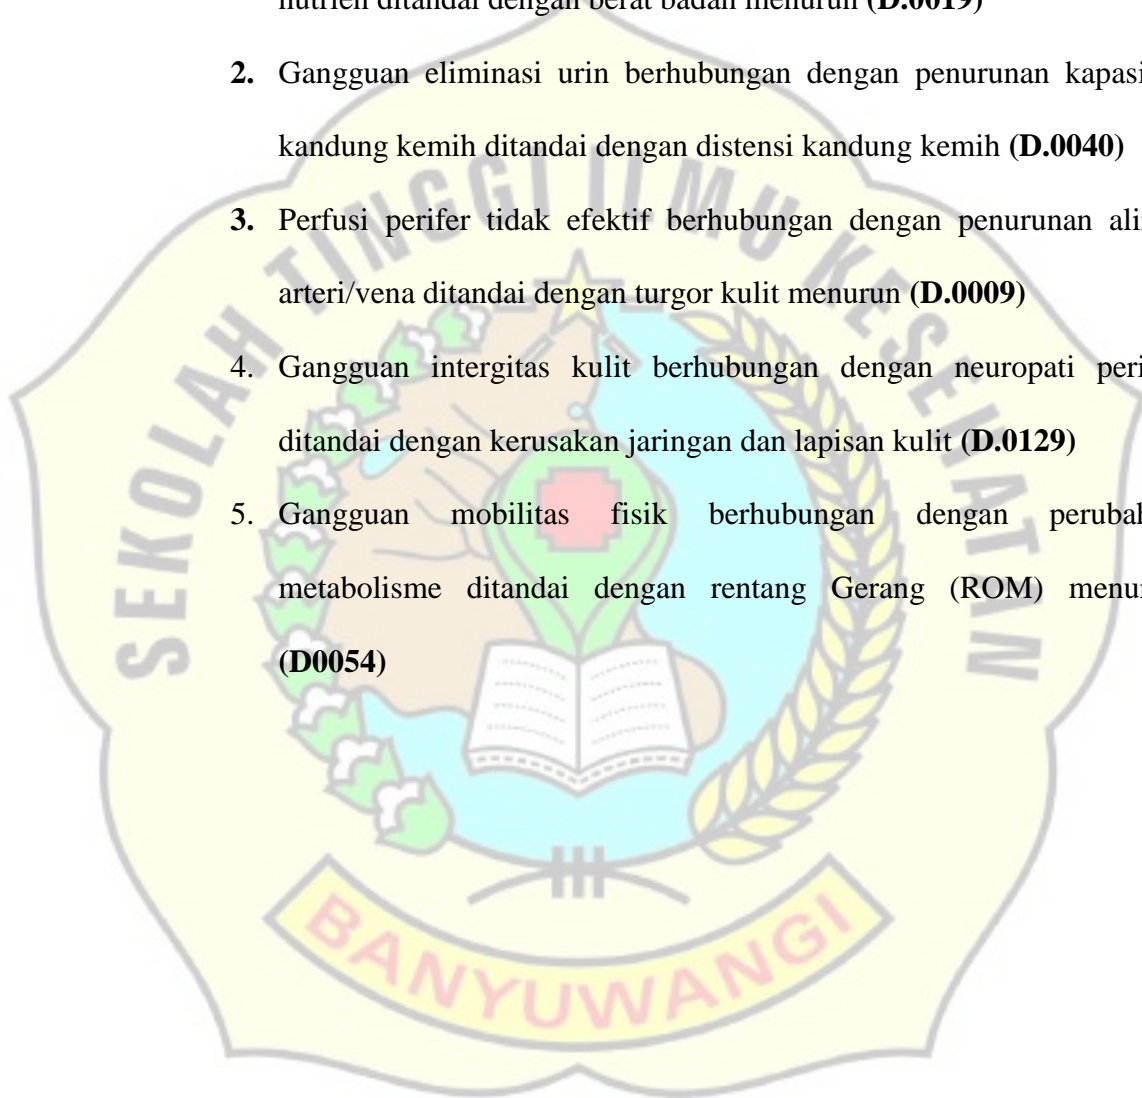 nutrien ditandai dengan berat badan menurun (D.0019)
2. Gangguan eliminasi urin berhubungan dengan penurunan kapasi
kandung kemih ditandai dengan distensi kandung kemih (D.0040)
3. Perfusi perifer tidak efektif berhubungan dengan penurunan ali
arteri/vena ditandai dengan turgor kulit menurun (D.0009)
4. Gangguan intergitas kulit berhubungan dengan neuropati peri
ditandai dengan kerusakan jaringan dan lapisan kulit (D.0129)
5. Gangguan mobilitas fisik berhubungan dengan perubah
metabolisme ditandai dengan rentang Gerang (ROM) menu
(D0054)
SEKOLAH TINGGI ILMU KESEHATAN
BANYUWANGI